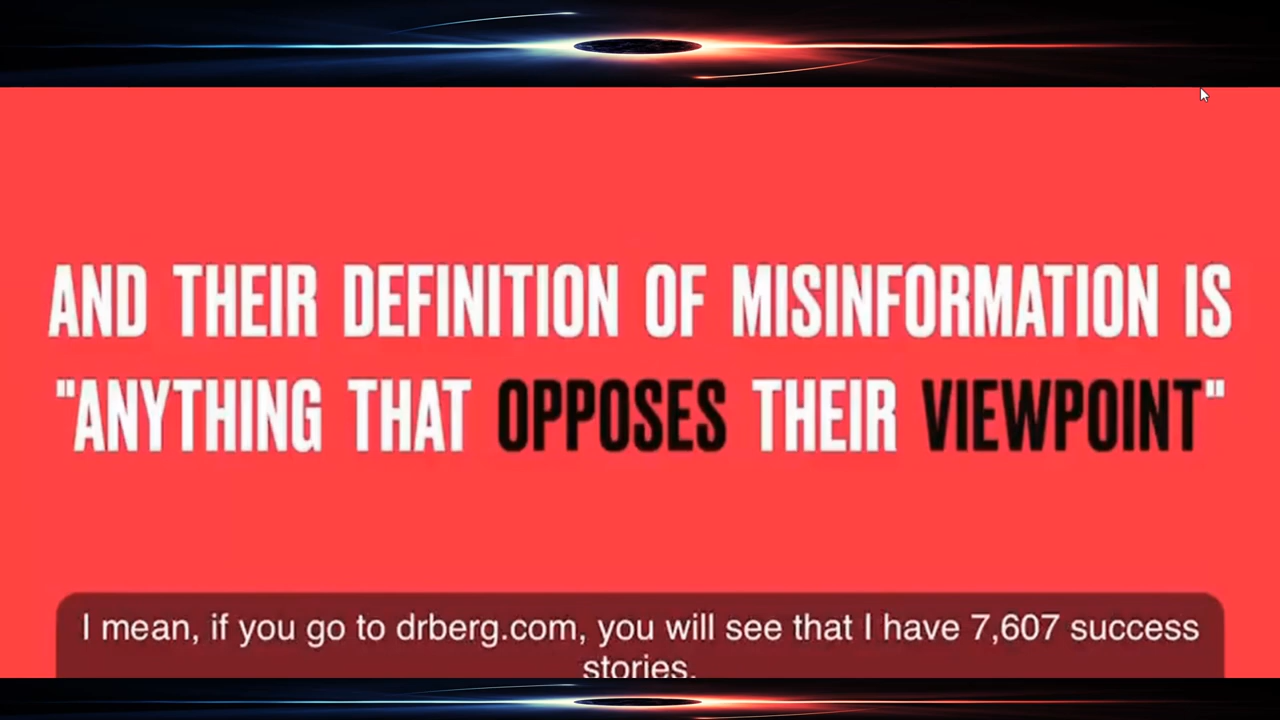 AND THEIR DEFINITION OF MISINFORMATION IS
"ANYTHING THAT OPPOSES THEIR VIEWPOINT"
I mean, if you go to drberg.com, you will see that I have 7,607 success
stories.